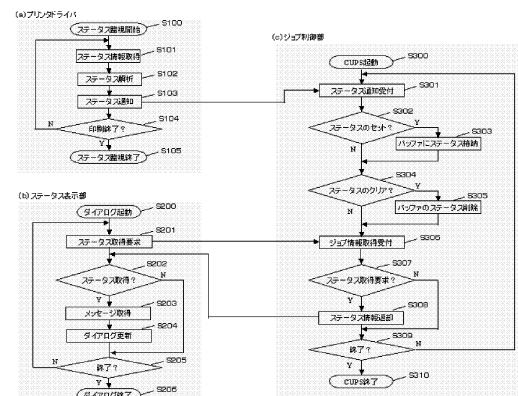 (a)プリンタドライバ
ステータス監視開始
S100
ステータス情報取得
S101
ステータス解析
S102
ステータス通知
S103
印刷終了?
S104
N
Y
ステータス監視終了
S105
(b)ステータス表示部
ダイアログ起動
S200
ステータス取得要求
S201
ステータス取得?
S202
N
Y
メッセージ取得
S203
ダイアログ更新
S204
終了?
S205
N
Y
ダイアログ終了
S206
(c)ジョブ制御部
CUPS起動
S300
ステータス通知受付
S301
ステータスのセット?
S302
Y
N
バッファにステータス格納
S303
ステータスのクリア?
S304
Y
N
バッファのステータス削除
S305
ジョブ情報取得受付
S306
ステータス取得要求?
S307
N
Y
ステータス情報返却
S308
終了?
S309
N
Y
CUPS終了
S310